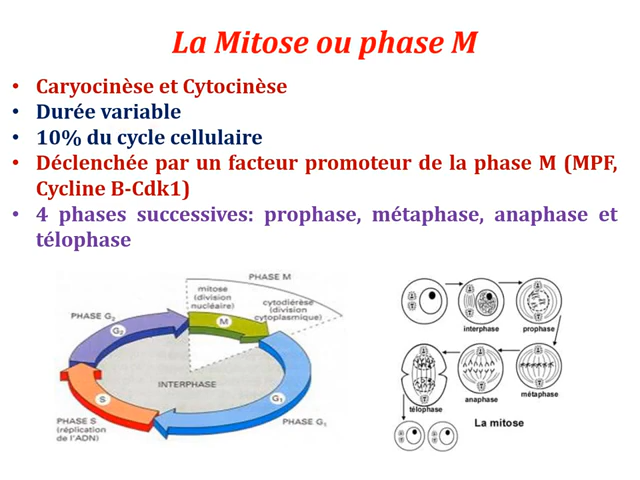 La Mitose ou phase M
• Caryocinèse et Cytocinèse
• Durée variable
• 10% du cycle cellulaire
• Déclenchée par un facteur promoteur de la phase M (MPF,
Cycline B-Cdk1)
• 4 phases successives: prophase, métaphase, anaphase et
télophase
PHASE M
mitose
(division
nucléaire)
cytodiérèse
(division
cytoplasmique)
PHASE G₂
G₂
M
INTERPHASE
S
G₁
PHASE S
(réplication
de l'ADN)
PHASE G₁
interphase
prophase
télophase
anaphase
métaphase
La mitose